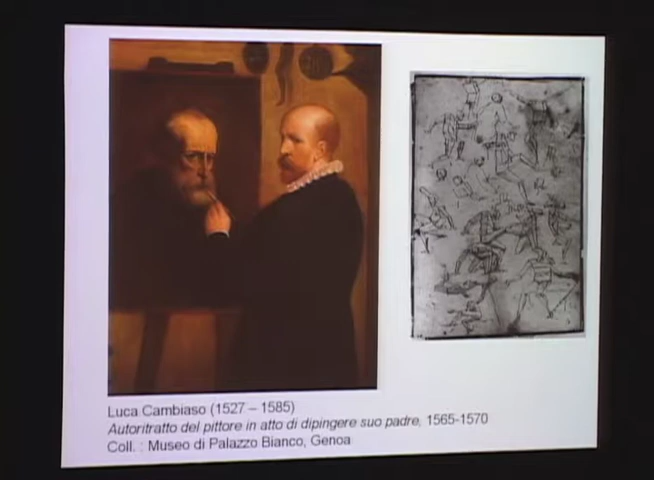 Luca Cambiaso (1527 – 1585)
Autoritratto del pittore in atto di dipingere suo padre, 1565-1570
Coll. : Museo di Palazzo Bianco, Genoa